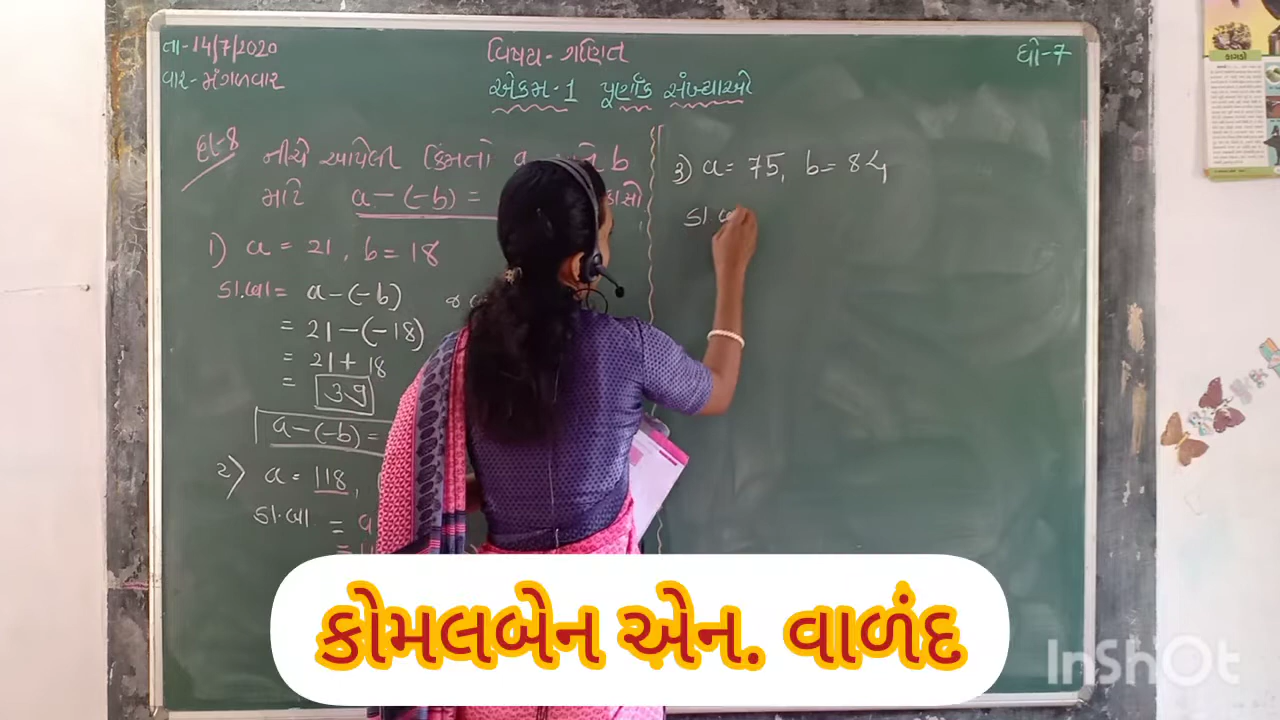 તા-14/7/2020
વાર-મંગળવાર
વિષય- ગણિત
એકમ-1 પૂર્ણાંક સંખ્યાઓ
ધો-7
દા-8 નીચે આપેલી કિંમતો a b
માટે a-(-b)=
1) a = 21, b = 18
ડા.બા = a-(-b)
= 21-(-18)
= 21+18
= 39
a-(-b)=
2) a = 118,
ડા.બા. = a
3) a = 75, b = 84
ડા.બ
કોમલબેન એન. વાળંદ
InShOt